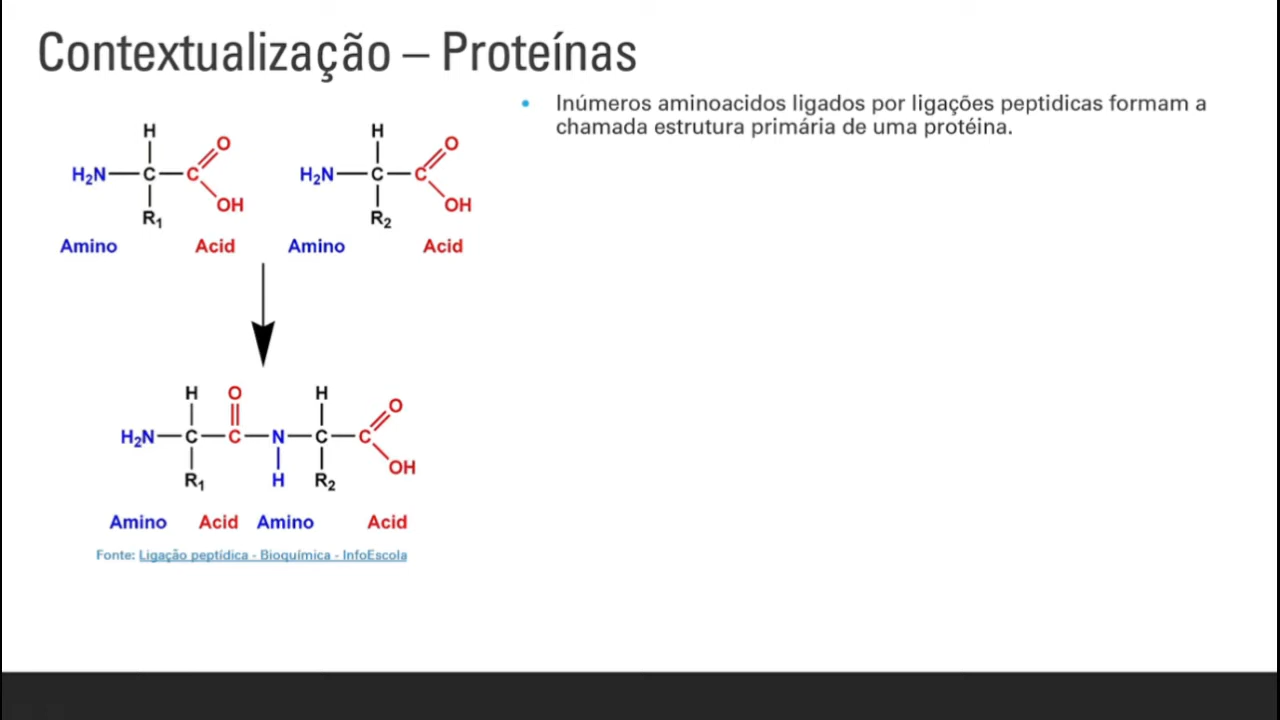 Contextualização – Proteínas
• Inúmeros aminoacidos ligados por ligações peptidicas formam a
chamada estrutura primária de uma protéina.
H H
O O
H₂N—C—C H₂N—C—C
OH OH
R₁ R₂
Amino Acid Amino Acid
H O H
O
H₂N—C—C—N—C—C
OH
R₁ H R₂
Amino Acid Amino Acid
Fonte: Ligação peptídica - Bioquímica - InfoEscola